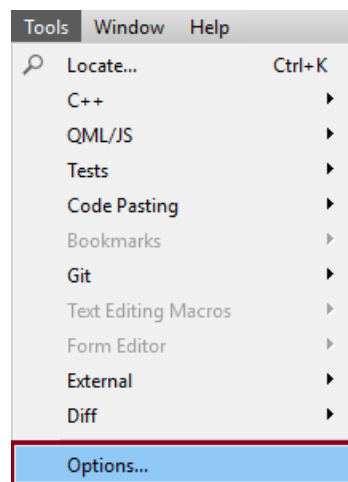 Tools Window Help
Locate... Ctrl+K
C++
QML/JS
Tests
Code Pasting
Bookmarks
Git
Text Editing Macros
Form Editor
External
Diff
Options...